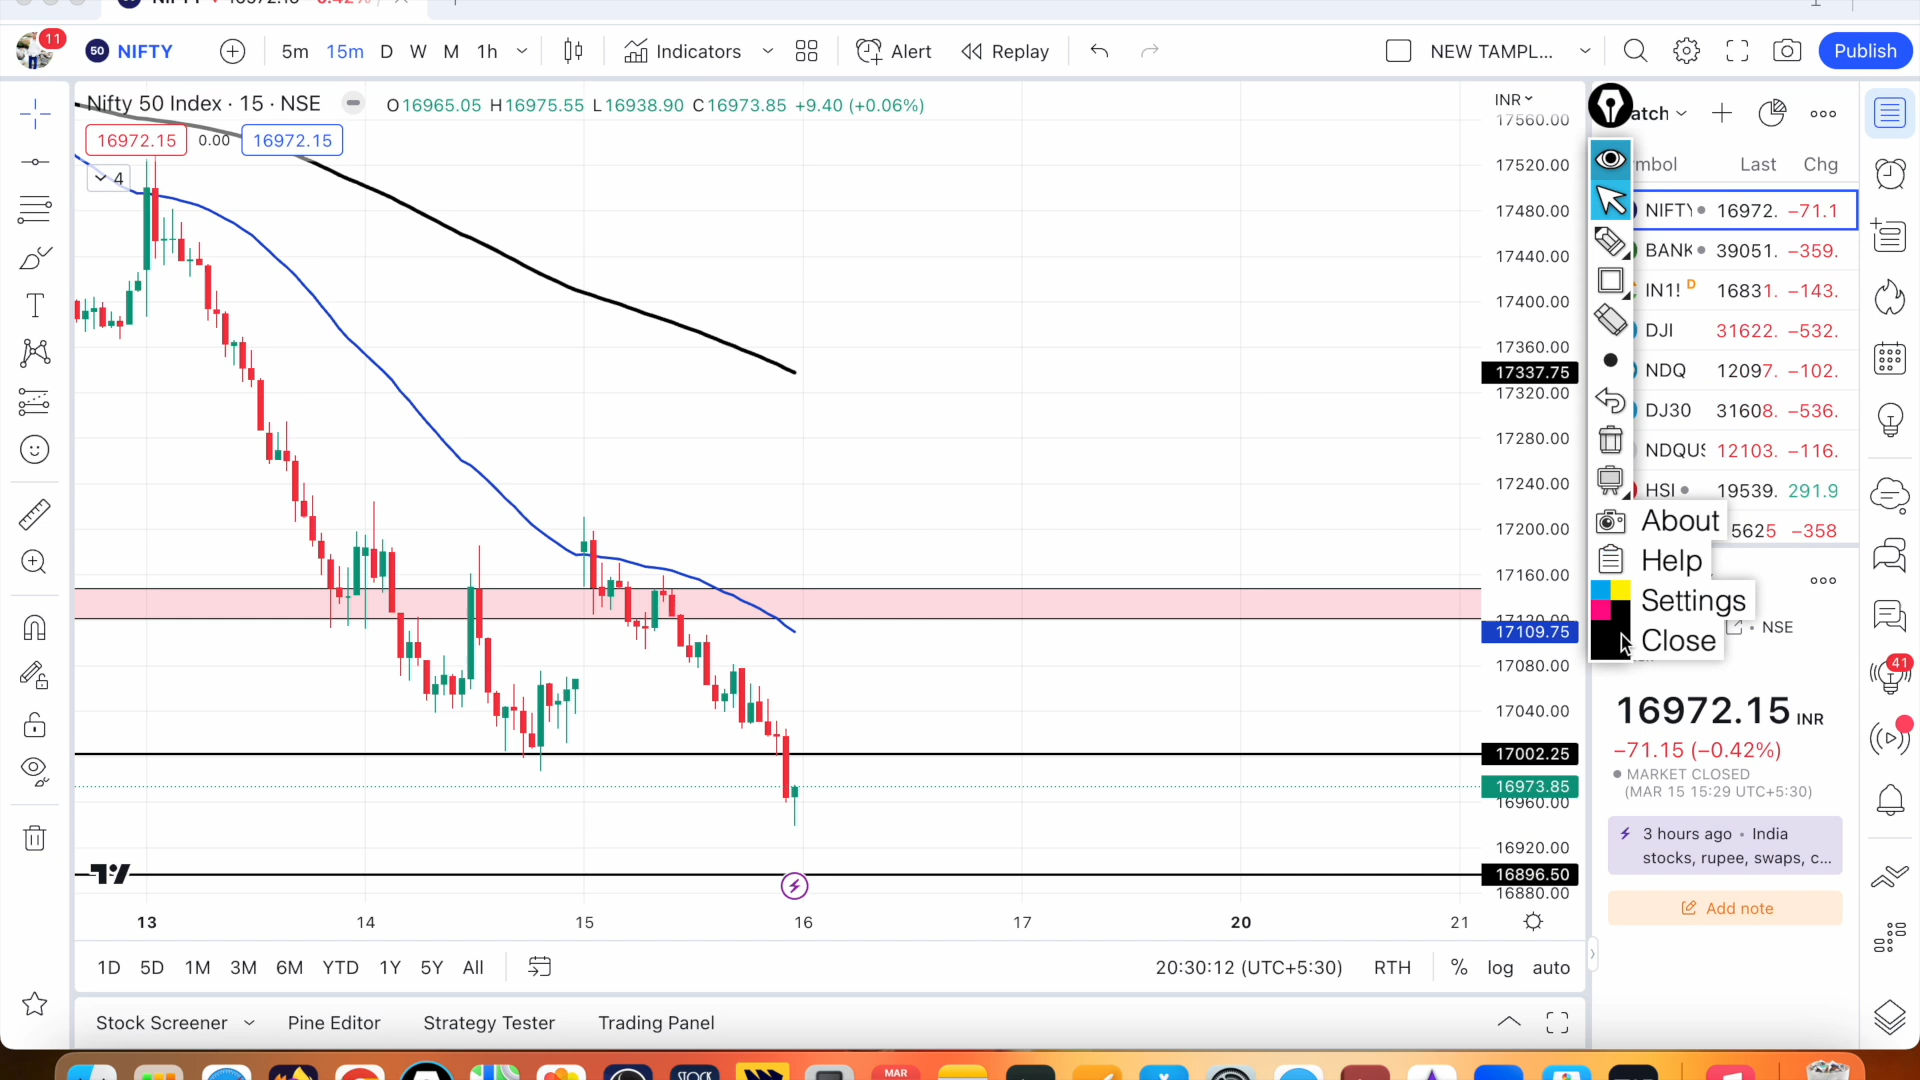 11
50 NIFTY
5m 15m D W M 1h
Indicators
Alert
Replay
NEW TAMPL...
Publish
Nifty 50 Index · 15 · NSE
O16965.05 H16975.55 L16938.90 C16973.85 +9.40 (+0.06%)
16972.15 0.00 16972.15
4
INR
17560.00
17520.00
17480.00
17440.00
17400.00
17360.00
17337.75
17320.00
17280.00
17240.00
17200.00
17160.00
17120.00
17109.75
17080.00
17040.00
17002.25
16973.85
16960.00
16920.00
16896.50
16880.00
13 14 15 16 17 20 21
1D 5D 1M 3M 6M YTD 1Y 5Y All
20:30:12 (UTC+5:30) RTH % log auto
Stock Screener Pine Editor Strategy Tester Trading Panel
atch
mbol Last Chg
NIFTY 16972. −71.1
BANK 39051. −359.
IN1! D 16831. −143.
DJI 31622. −532.
NDQ 12097. −102.
DJ30 31608. −536.
NDQUS 12103. −116.
HSI 19539. 291.9
5625 −358
About
Help
Settings
Close
NSE
16972.15 INR
−71.15 (−0.42%)
MARKET CLOSED
(MAR 15 15:29 UTC+5:30)
3 hours ago • India
stocks, rupee, swaps, c...
Add note
41
STOCK
MAR